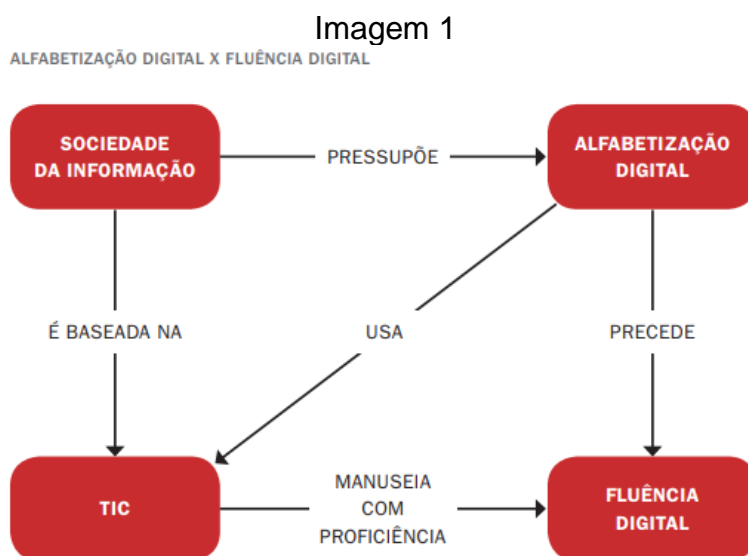 Imagem 1
ALFABETIZAÇÃO DIGITAL X FLUÊNCIA DIGITAL
SOCIEDADE
DA INFORMAÇÃO
PRESSUPÕE
ALFABETIZAÇÃO
DIGITAL
É BASEADA NA
USA
PRECEDE
TIC
MANUSEIA
COM
PROFICIÊNCIA
FLUÊNCIA
DIGITAL